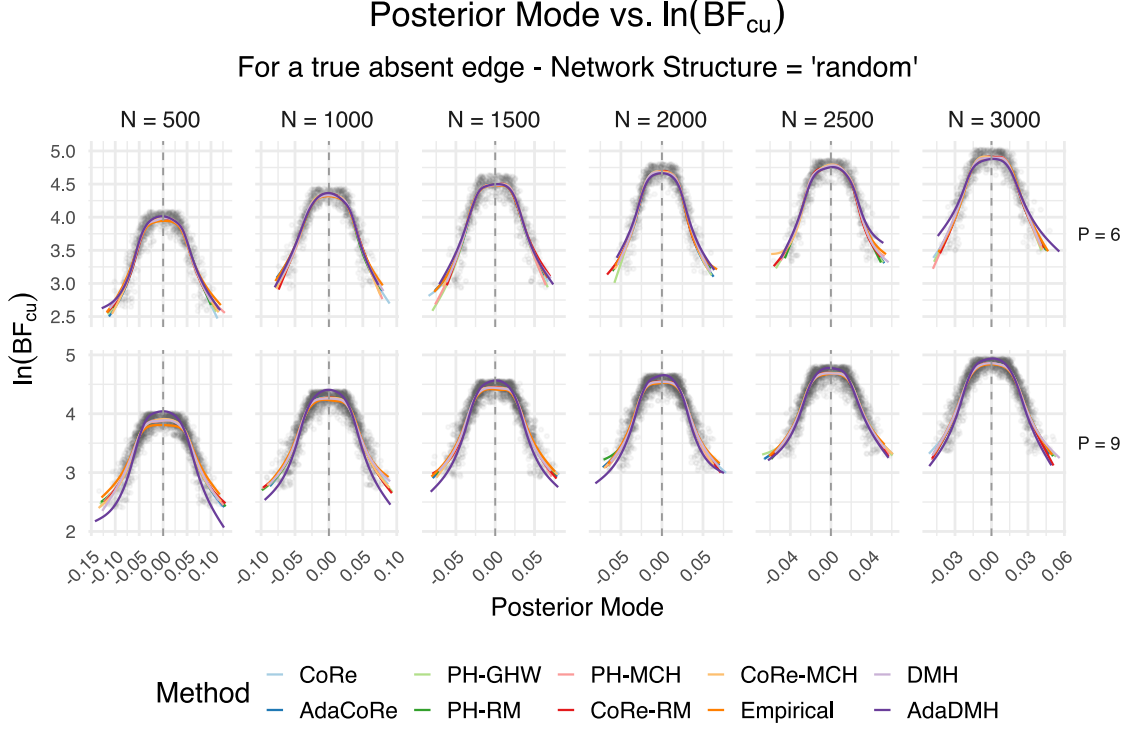 Posterior Mode vs. ln(BFcu)
For a true absent edge - Network Structure = 'random'
N = 500 N = 1000 N = 1500 N = 2000 N = 2500 N = 3000
5.0
4.5
4.0
3.5
3.0
2.5
P = 6
ln(BFcu)
5
4
3
2
P = 9
-0.15 -0.10 -0.05 0.00 0.05 0.10 -0.10 -0.05 0.00 0.05 0.10 -0.05 0.00 0.05 -0.05 0.00 0.05 -0.04 0.00 0.04 -0.03 0.00 0.03 0.06
Posterior Mode
Method
CoRe PH-GHW PH-MCH CoRe-MCH DMH
AdaCoRe PH-RM CoRe-RM Empirical AdaDMH